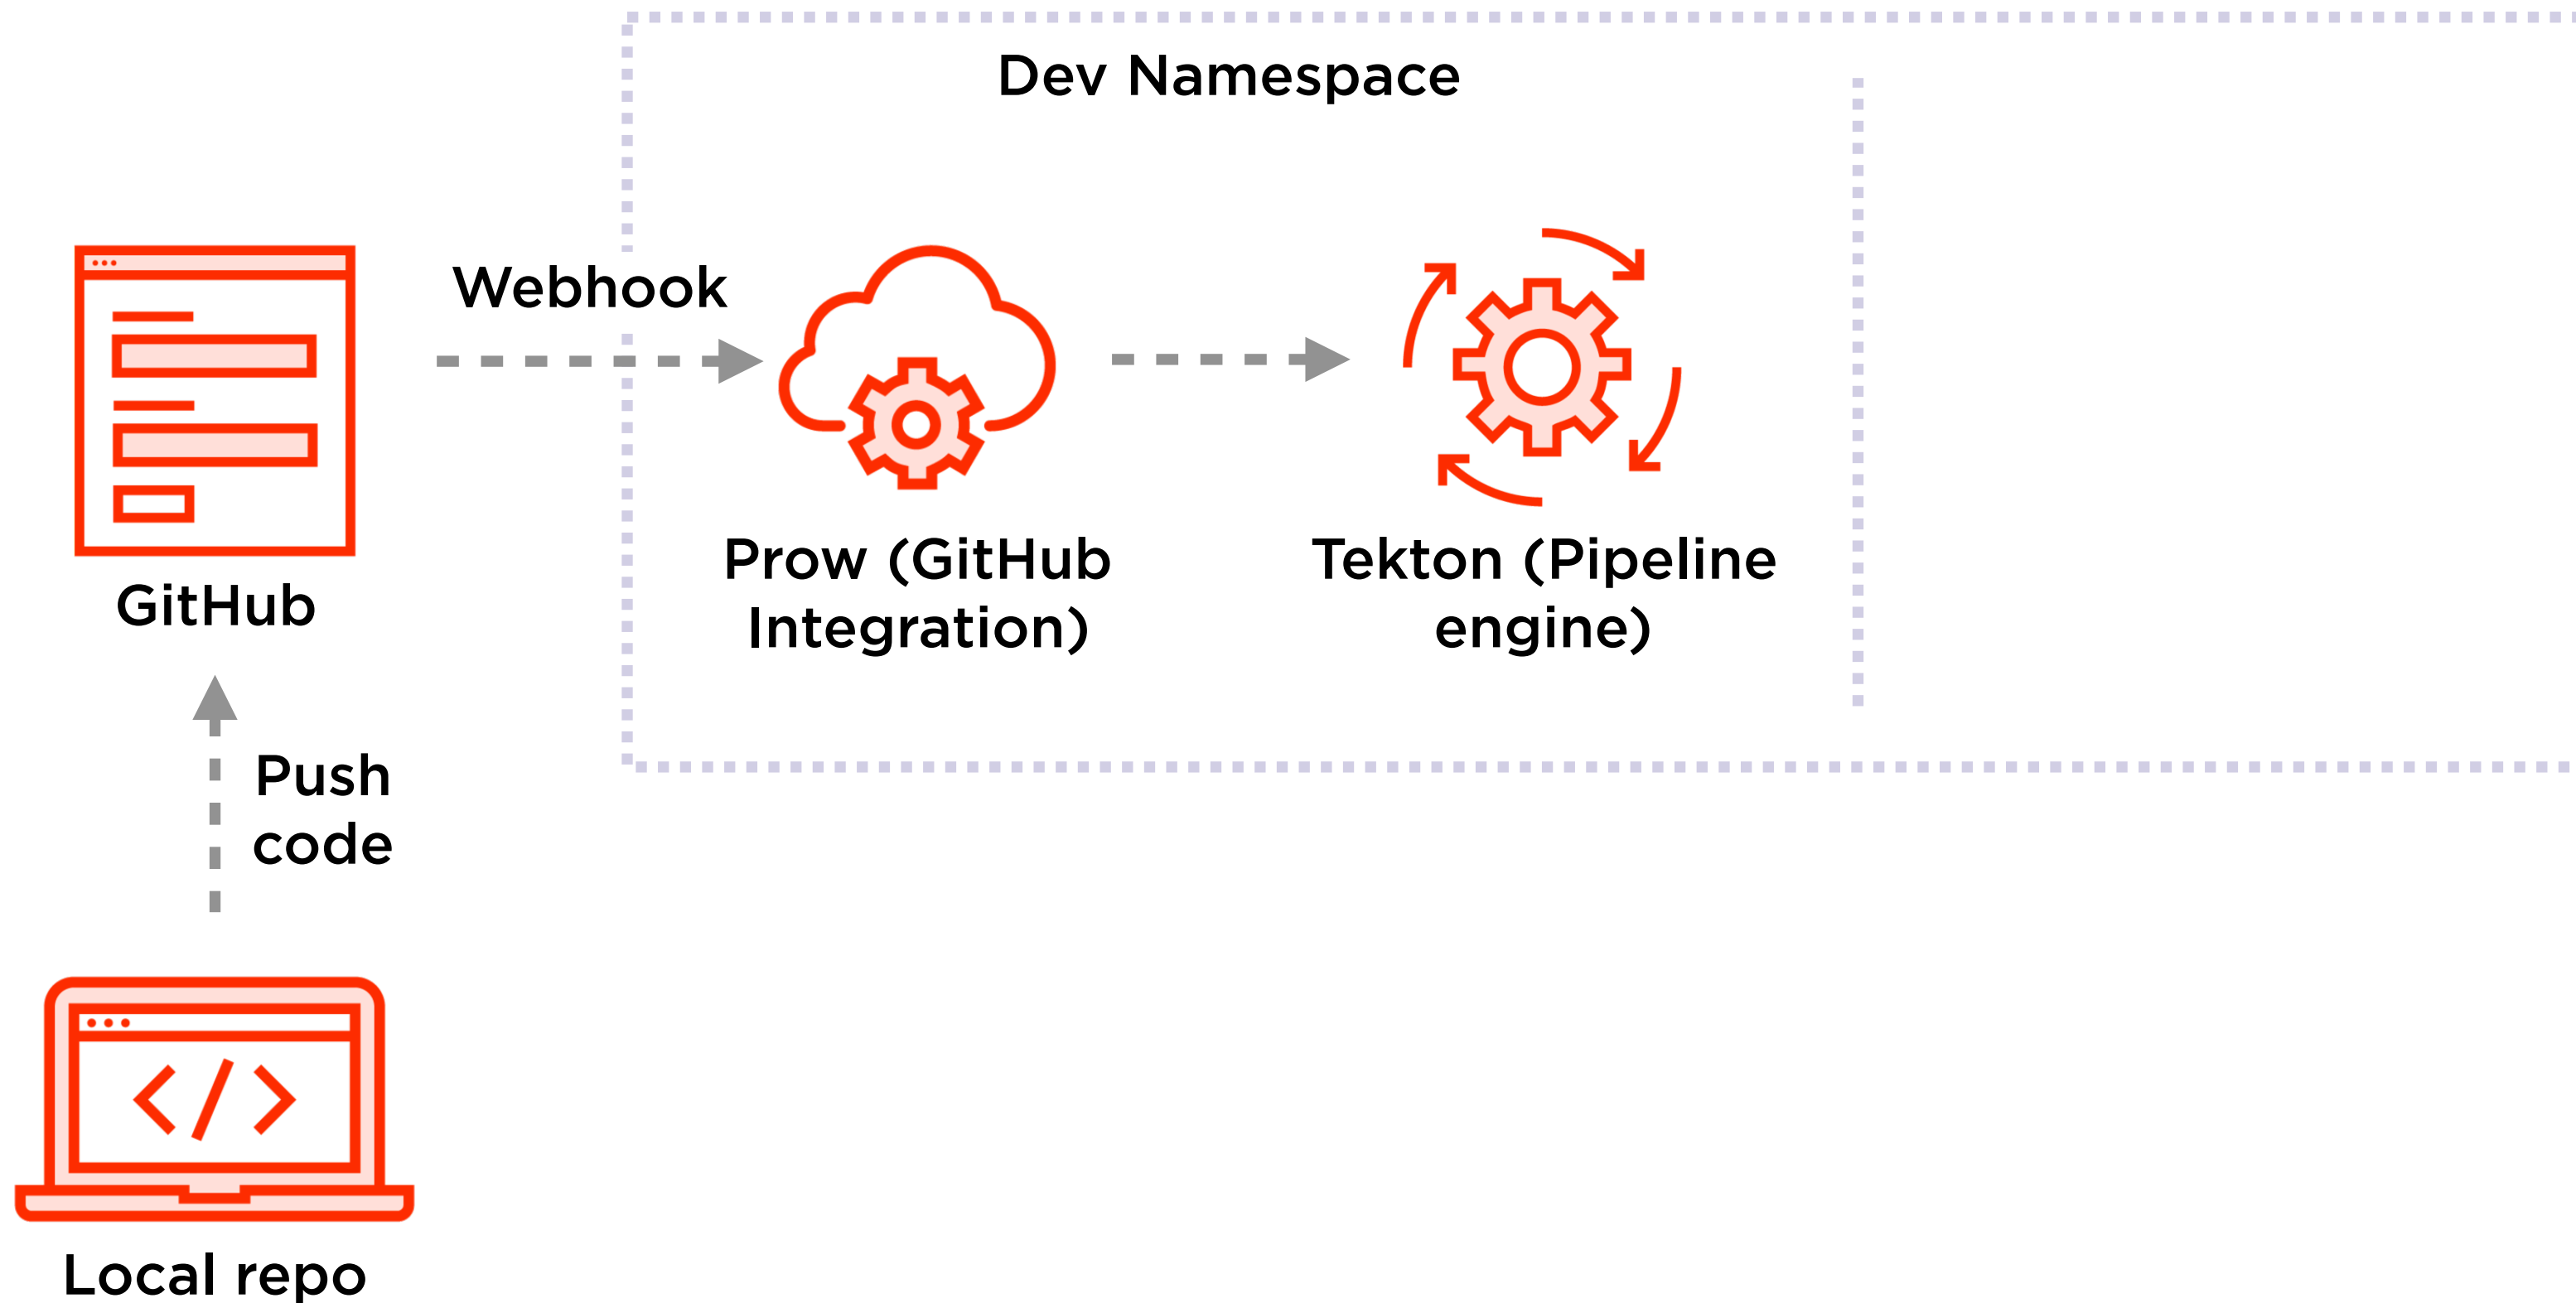 Dev Namespace
Webhook
GitHub
Prow (GitHub
Integration)
Tekton (Pipeline
engine)
Push
code
</>
Local repo